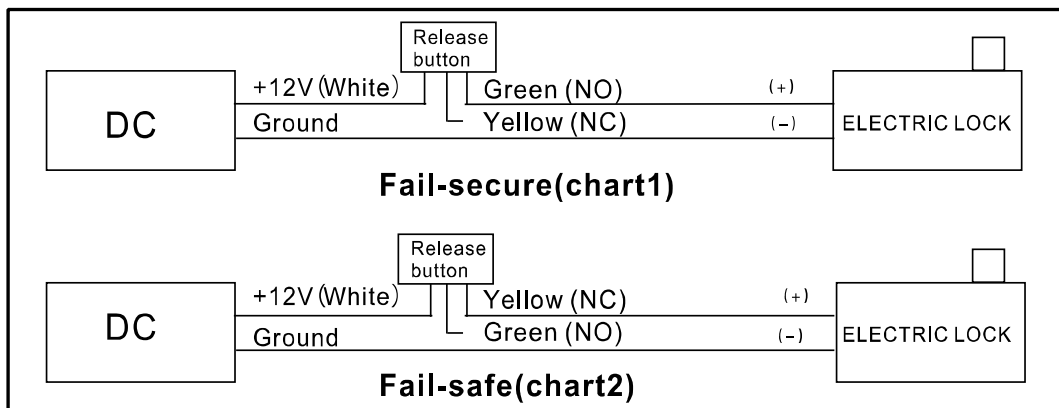 Release
button
+12V(White)
Green (NO)
(+)
DC
Ground
Yellow (NC)
(-)
ELECTRIC LOCK
Fail-secure(chart1)
Release
button
+12V(White)
Yellow (NC)
(+)
DC
Ground
Green (NO)
(-)
ELECTRIC LOCK
Fail-safe(chart2)